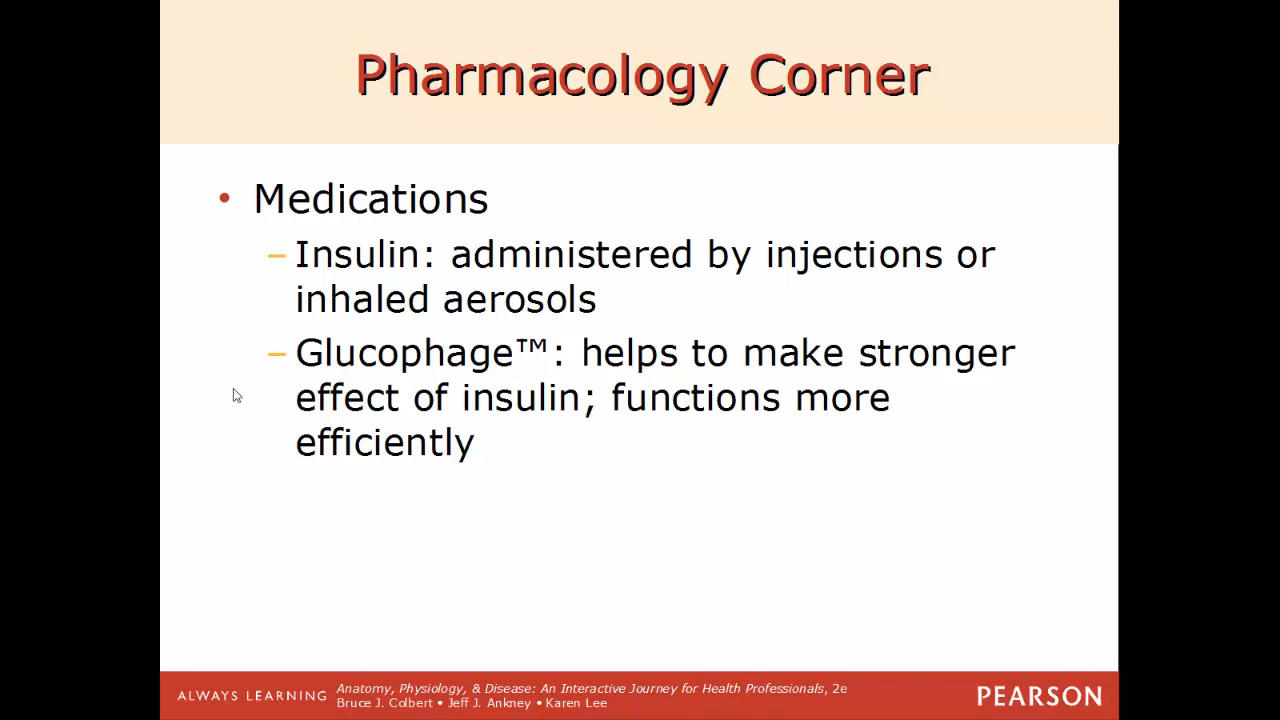 Pharmacology Corner
• Medications
– Insulin: administered by injections or
inhaled aerosols
– Glucophage™: helps to make stronger
effect of insulin; functions more
efficiently
ALWAYS LEARNING
Anatomy, Physiology, & Disease: An Interactive Journey for Health Professionals, 2e
Bruce J. Colbert • Jeff J. Ankney • Karen Lee
PEARSON